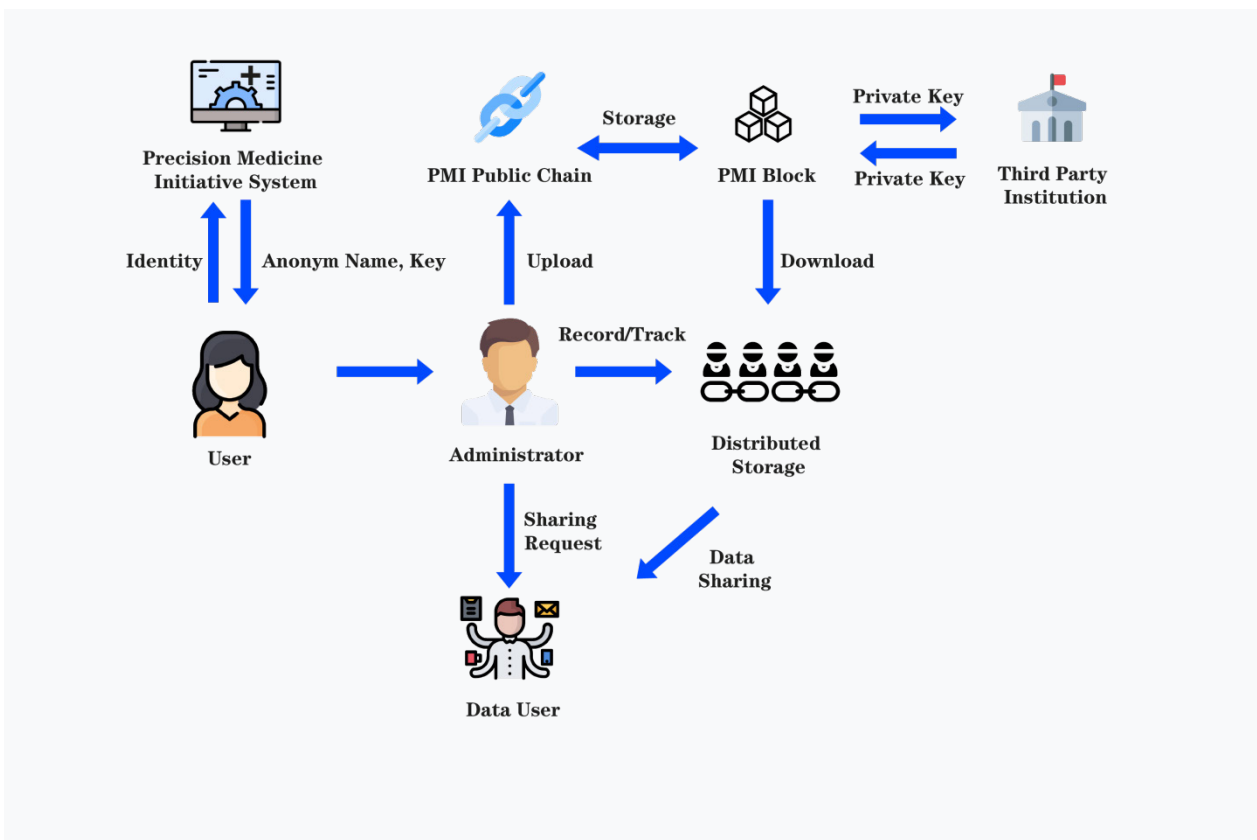 Precision Medicine
Initiative System
PMI Public Chain
Storage
PMI Block
Private Key
Private Key
Third Party
Institution
Identity
Anonym Name, Key
Upload
Download
User
Administrator
Record/Track
Distributed
Storage
Sharing
Request
Data
Sharing
Data User